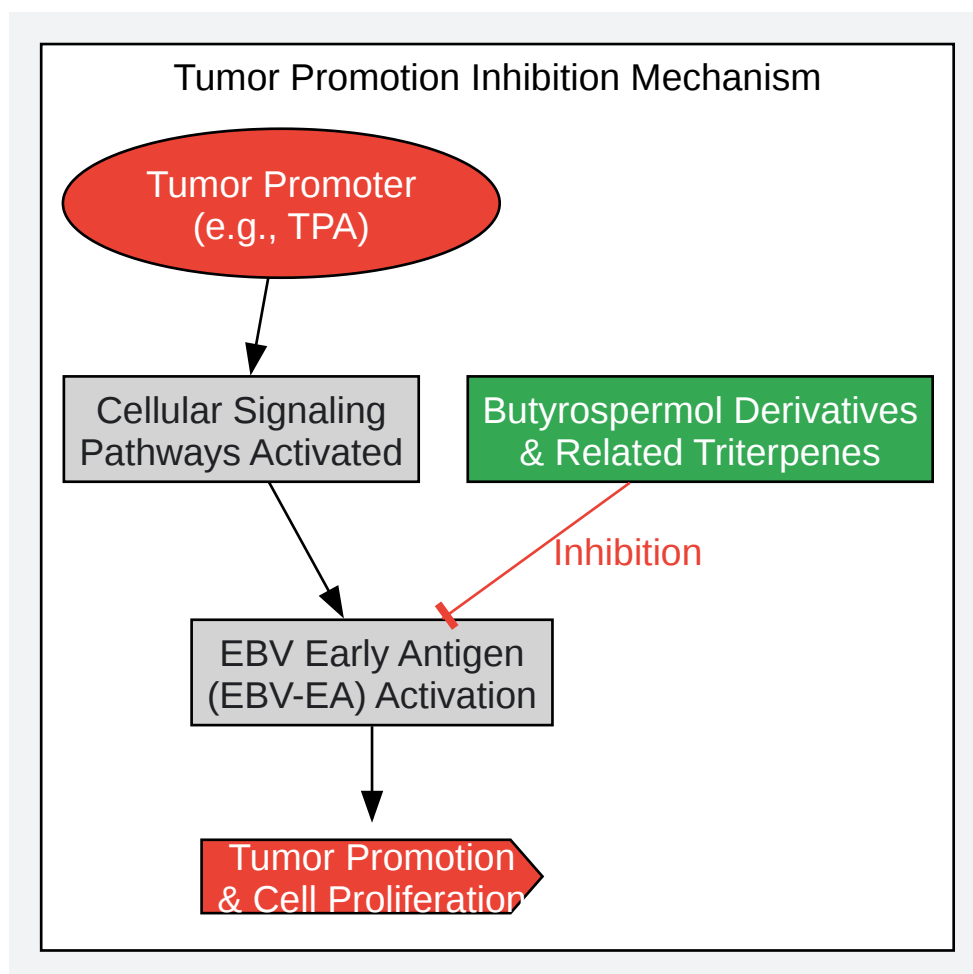 Tumor Promotion Inhibition Mechanism
Tumor Promoter
(e.g., TPA)
Cellular Signaling
Pathways Activated
Butyrospermol Derivatives
& Related Triterpenes
Inhibition
EBV Early Antigen
(EBV-EA) Activation
Tumor Promotion
& Cell Proliferation